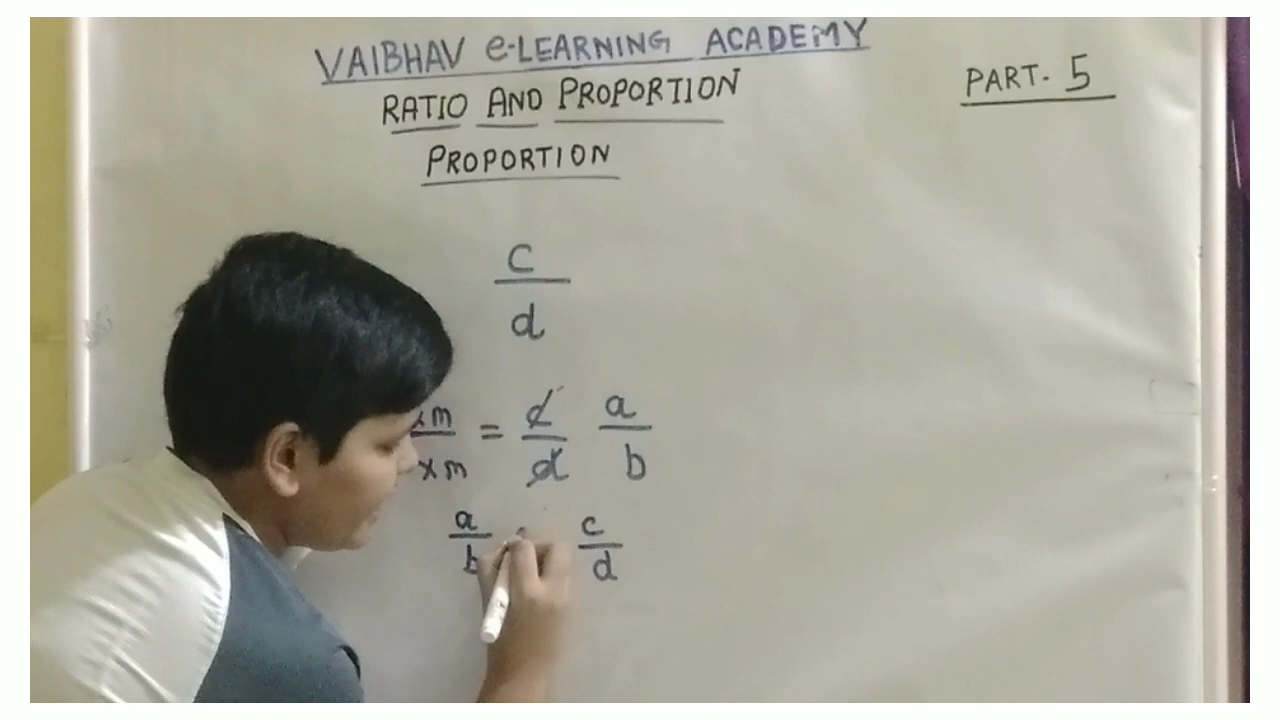 VAIBHAV e-LEARNING ACADEMY
RATIO AND PROPORTION
PART- 5
PROPORTION
c
d
xm = c a
xm d b
a c
b d